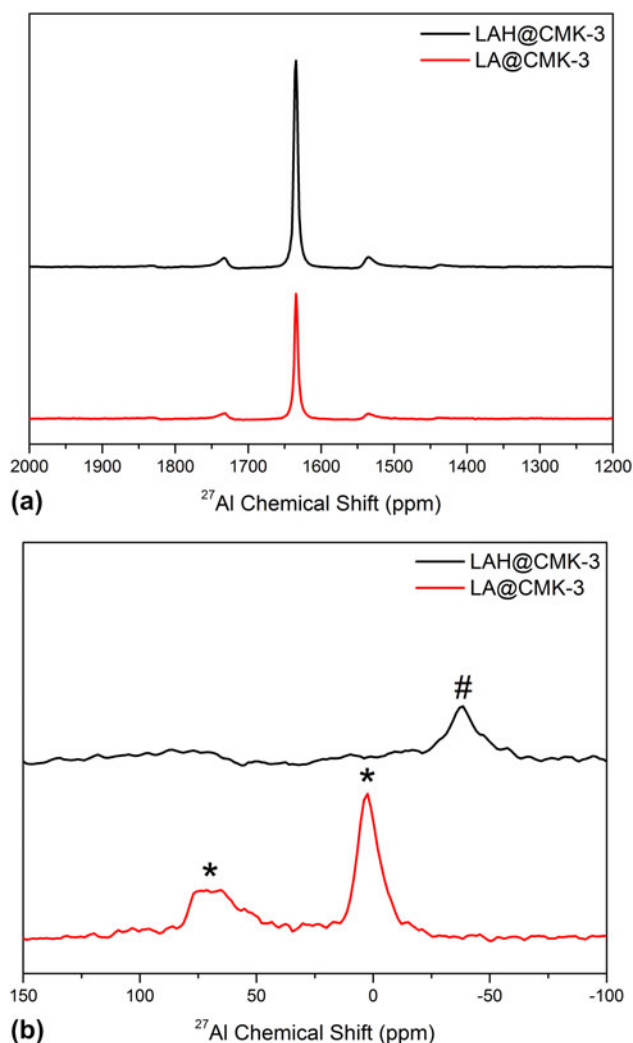 LAH@CMK-3
LA@CMK-3
2000 1900 1800 1700 1600 1500 1400 1300 1200
(a) ²⁷Al Chemical Shift (ppm)
LAH@CMK-3
LA@CMK-3
#
*
*
150 100 50 0 -50 -100
(b) ²⁷Al Chemical Shift (ppm)